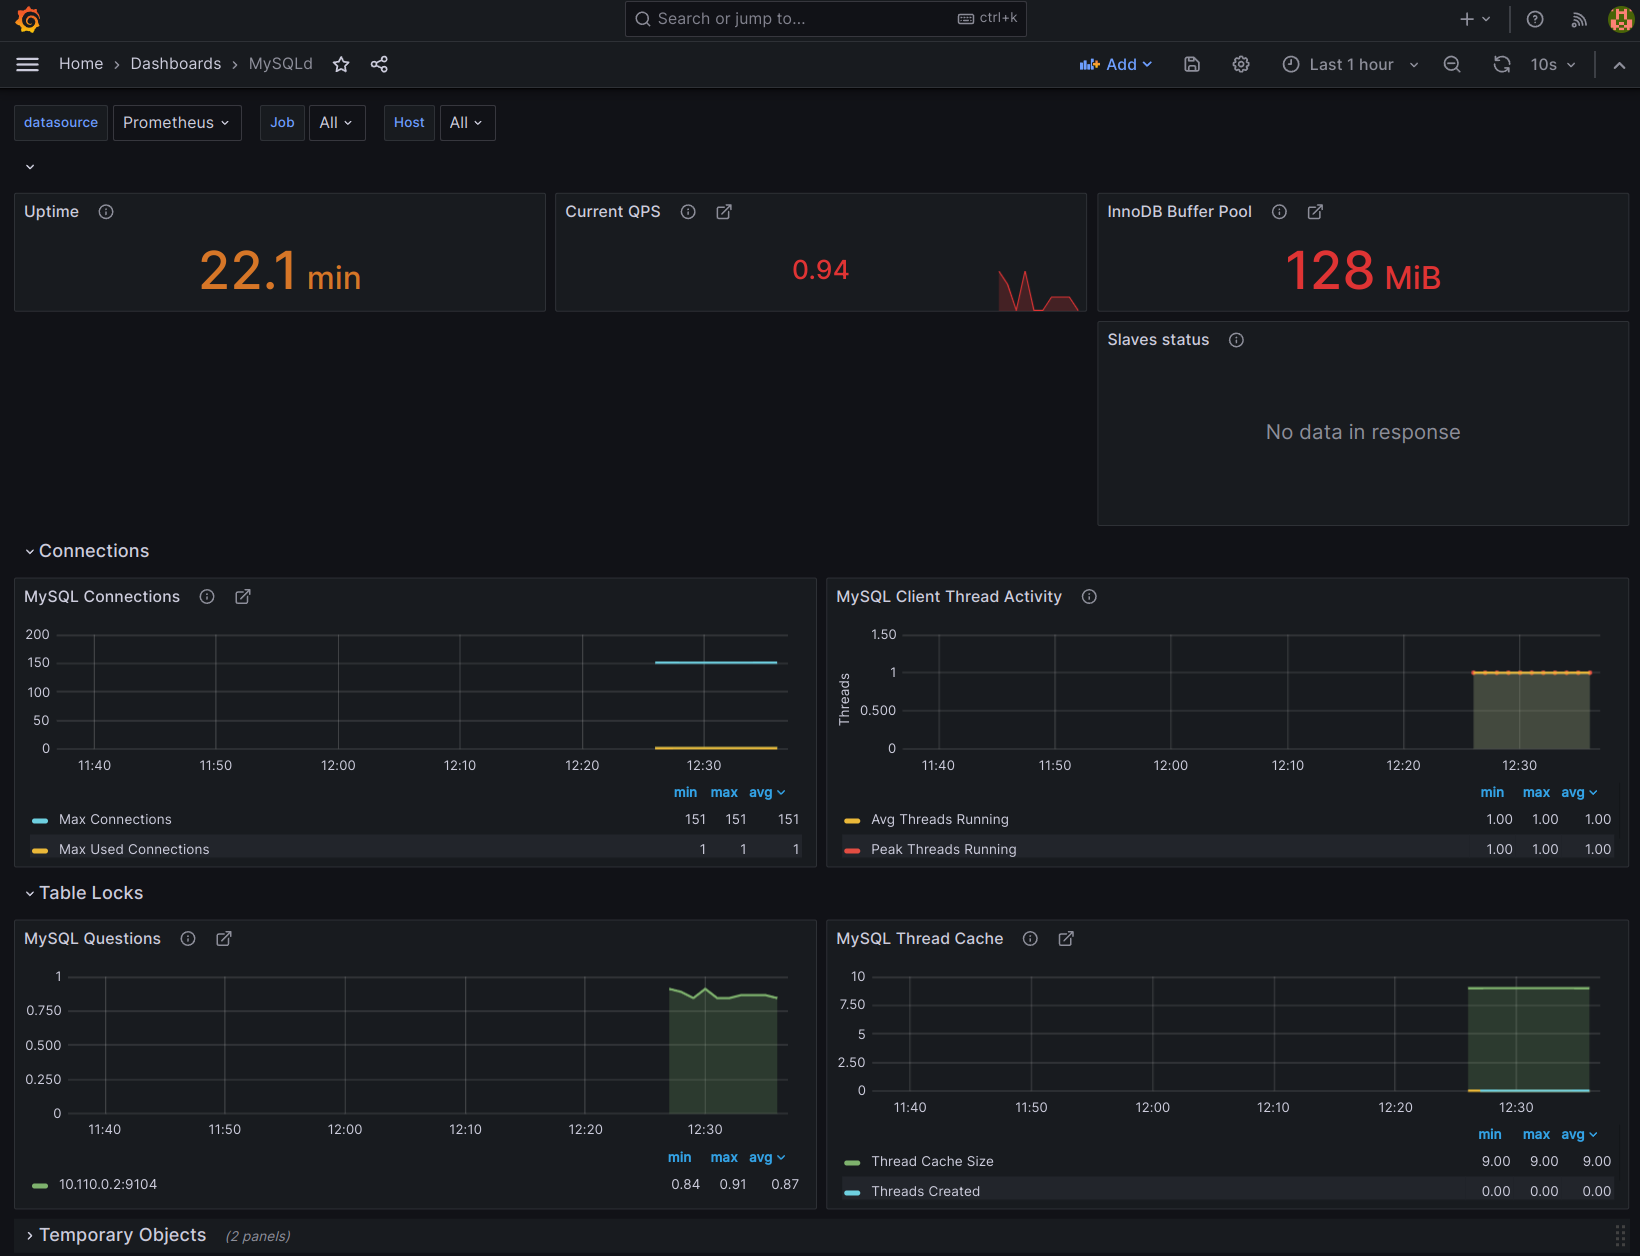 Search or jump to... ctrl+k
Home › Dashboards › MySQLd
Add Last 1 hour 10s
datasource Prometheus Job All Host All
Uptime
22.1 min
Current QPS
0.94
InnoDB Buffer Pool
128 MiB
Slaves status
No data in response
Connections
MySQL Connections
200
150
100
50
0
11:40 11:50 12:00 12:10 12:20 12:30
min max avg
Max Connections 151 151 151
Max Used Connections 1 1 1
MySQL Client Thread Activity
Threads
1.50
1
0.500
0
11:40 11:50 12:00 12:10 12:20 12:30
min max avg
Avg Threads Running 1.00 1.00 1.00
Peak Threads Running 1.00 1.00 1.00
Table Locks
MySQL Questions
1
0.750
0.500
0.250
0
11:40 11:50 12:00 12:10 12:20 12:30
min max avg
10.110.0.2:9104 0.84 0.91 0.87
MySQL Thread Cache
10
7.50
5
2.50
0
11:40 11:50 12:00 12:10 12:20 12:30
min max avg
Thread Cache Size 9.00 9.00 9.00
Threads Created 0.00 0.00 0.00
Temporary Objects (2 panels)